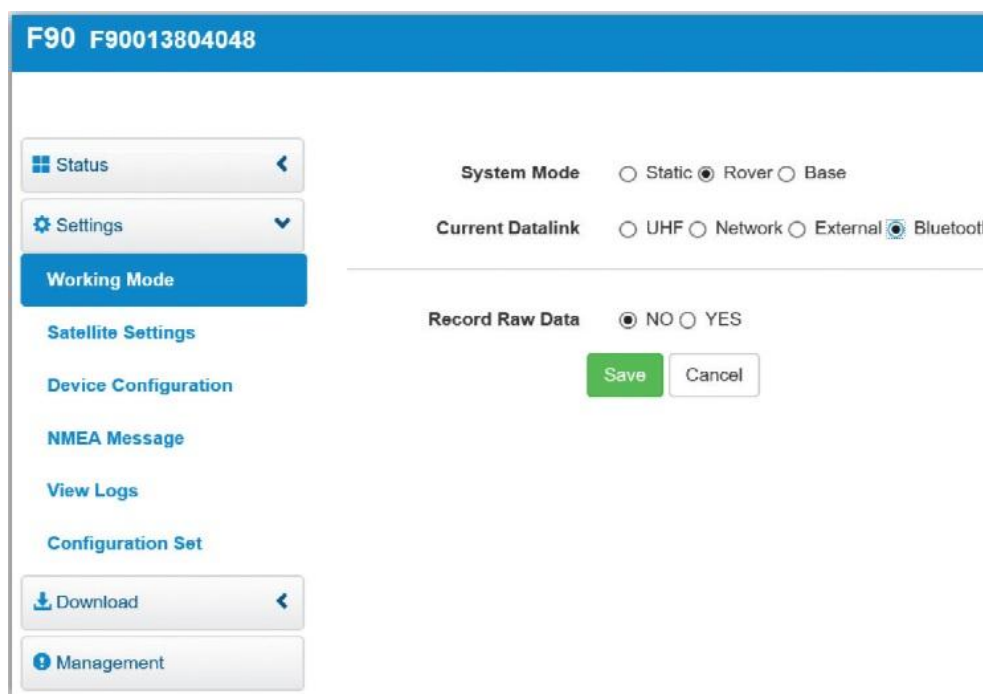 F90 F90013804048
Status
Settings
Working Mode
Satellite Settings
Device Configuration
NMEA Message
View Logs
Configuration Set
Download
Management
System Mode Static Rover Base
Current Datalink UHF Network External Bluetooth
Record Raw Data NO YES
Save Cancel